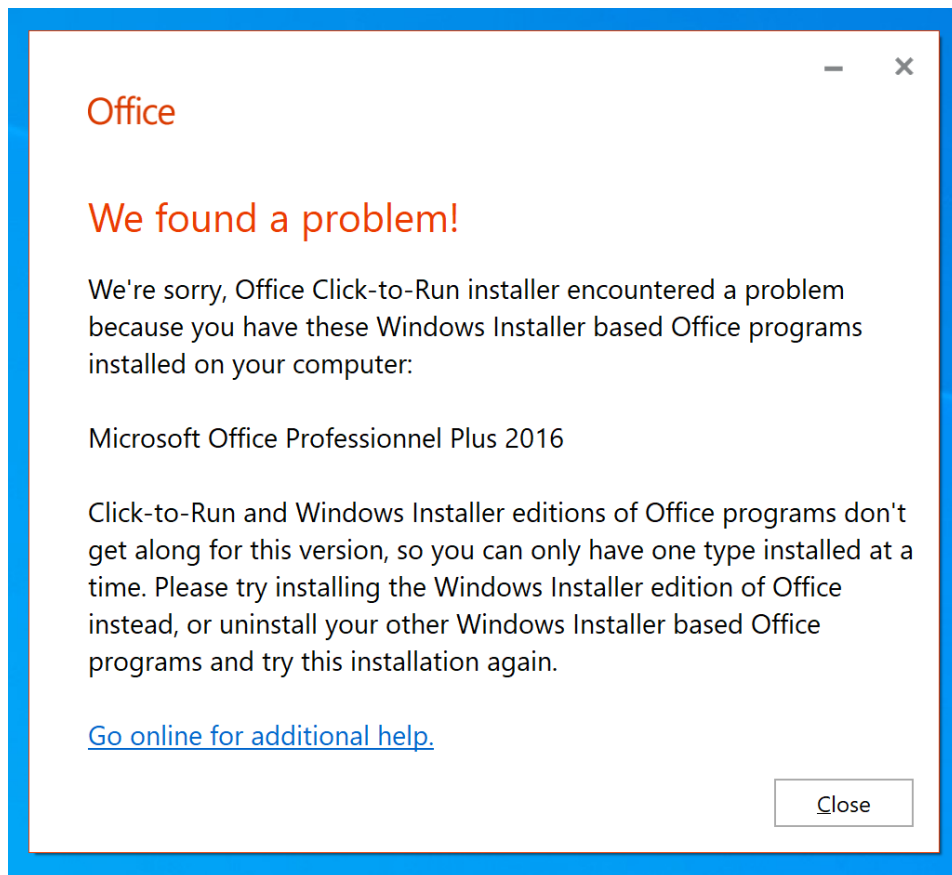 Office
We found a problem!
We're sorry, Office Click-to-Run installer encountered a problem
because you have these Windows Installer based Office programs
installed on your computer:
Microsoft Office Professionnel Plus 2016
Click-to-Run and Windows Installer editions of Office programs don't
get along for this version, so you can only have one type installed at a
time. Please try installing the Windows Installer edition of Office
instead, or uninstall your other Windows Installer based Office
programs and try this installation again.
Go online for additional help.
Close